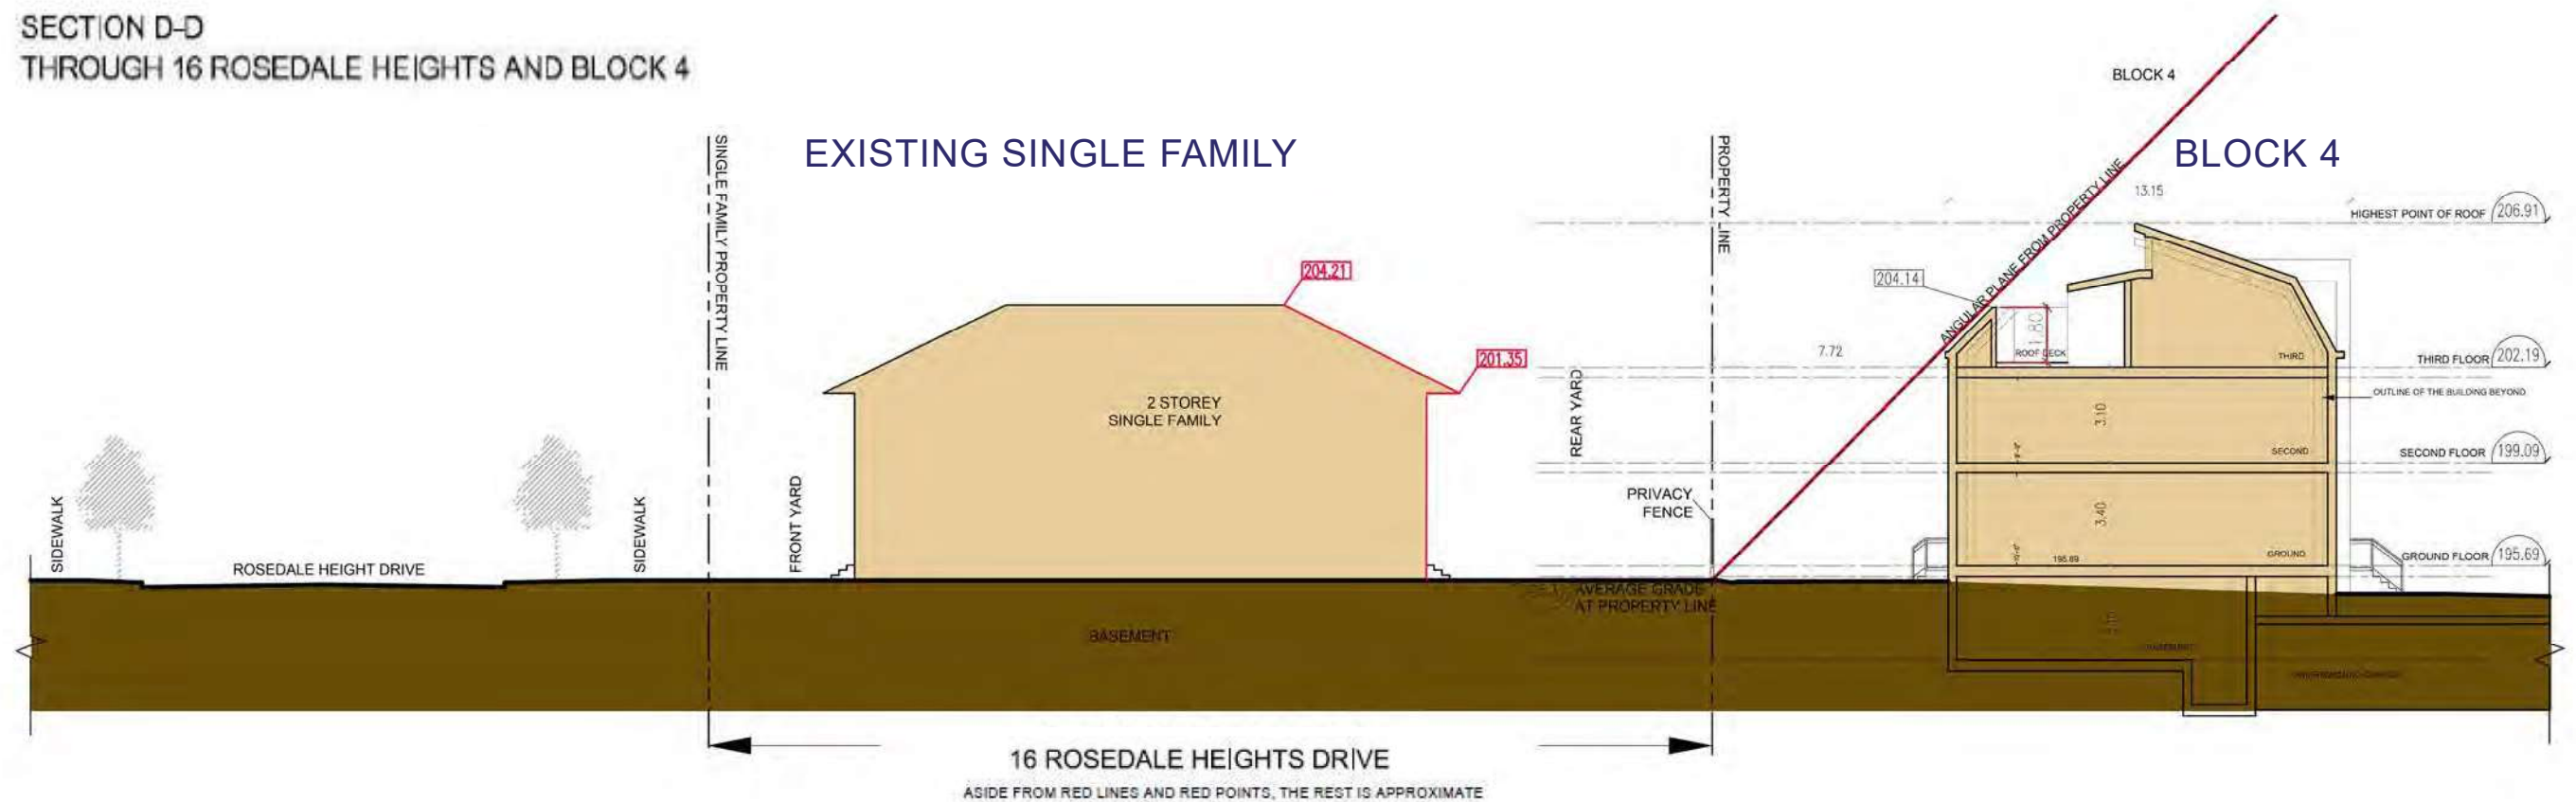 SECTION D-D
THROUGH 16 ROSEDALE HEIGHTS AND BLOCK 4
BLOCK 4
EXISTING SINGLE FAMILY
BLOCK 4
SINGLE FAMILY PROPERTY LINE
PROPERTY LINE
ANGULAR PLANE FROM PROPERTY LINE
13.15
HIGHEST POINT OF ROOF 206.91
204.21
204.14
1.80
ROOF DECK
201.35
7.72
THIRD
THIRD FLOOR 202.19
OUTLINE OF THE BUILDING BEYOND
2 STOREY
SINGLE FAMILY
3.10
REAR YARD
SECOND
SECOND FLOOR 199.09
PRIVACY
FENCE
3.40
SIDEWALK
ROSEDALE HEIGHT DRIVE
SIDEWALK
FRONT YARD
195.69
GROUND
GROUND FLOOR 195.69
AVERAGE GRADE
AT PROPERTY LINE
BASEMENT
BASEMENT
16 ROSEDALE HEIGHTS DRIVE
ASIDE FROM RED LINES AND RED POINTS, THE REST IS APPROXIMATE